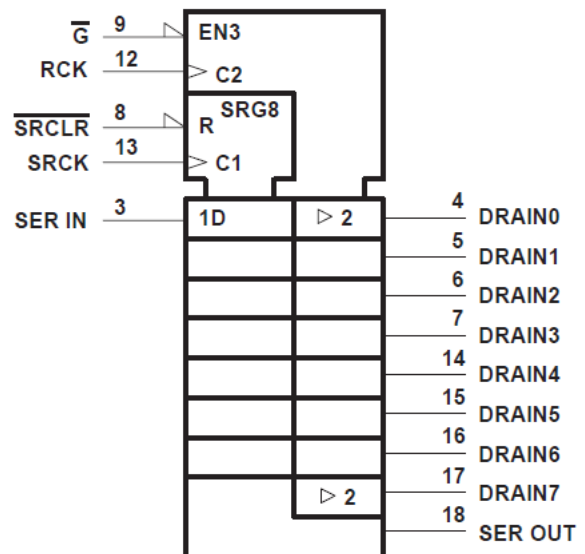 G̅ 9 EN3
RCK 12 C2
SRG8
S̅R̅C̅L̅R̅ 8 R
SRCK 13 C1
SER IN 3 1D 2 4 DRAIN0
5 DRAIN1
6 DRAIN2
7 DRAIN3
14 DRAIN4
15 DRAIN5
16 DRAIN6
2 17 DRAIN7
18 SER OUT